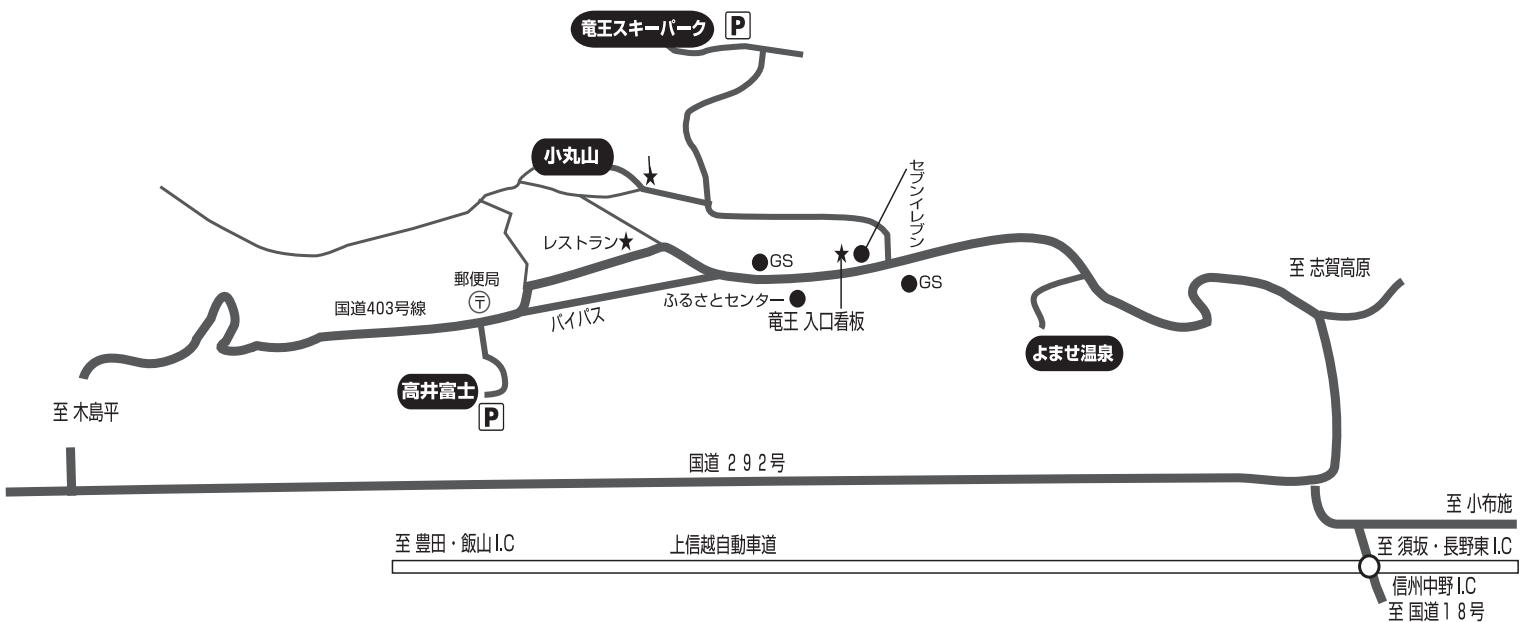 竜王スキーパーク
P
小丸山
セブンイレブン
レストラン
GS
GS
至 志賀高原
郵便局
〒
ふるさとセンター
国道403号線
バイパス
竜王 入口看板
よませ温泉
高井富士
P
至 木島平
国道 292号
至 小布施
至 豊田・飯山I.C
上信越自動車道
至 須坂・長野東I.C
信州中野I.C
至 国道18号